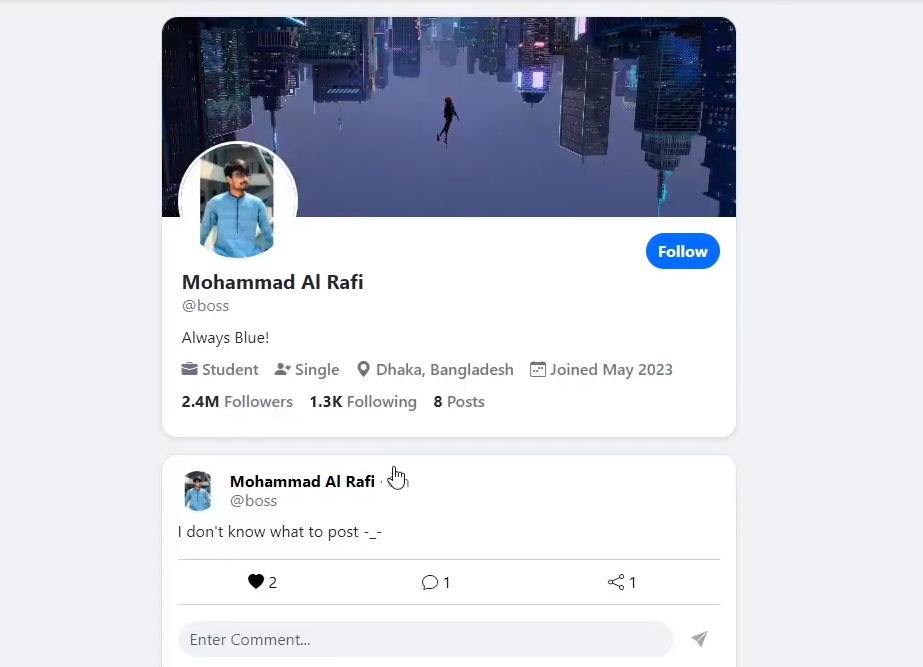 Follow
Mohammad Al Rafi
@boss
Always Blue!
Student Single Dhaka, Bangladesh Joined May 2023
2.4M Followers 1.3K Following 8 Posts
Mohammad Al Rafi ·
@boss
I don't know what to post -_-
2 1 1
Enter Comment...